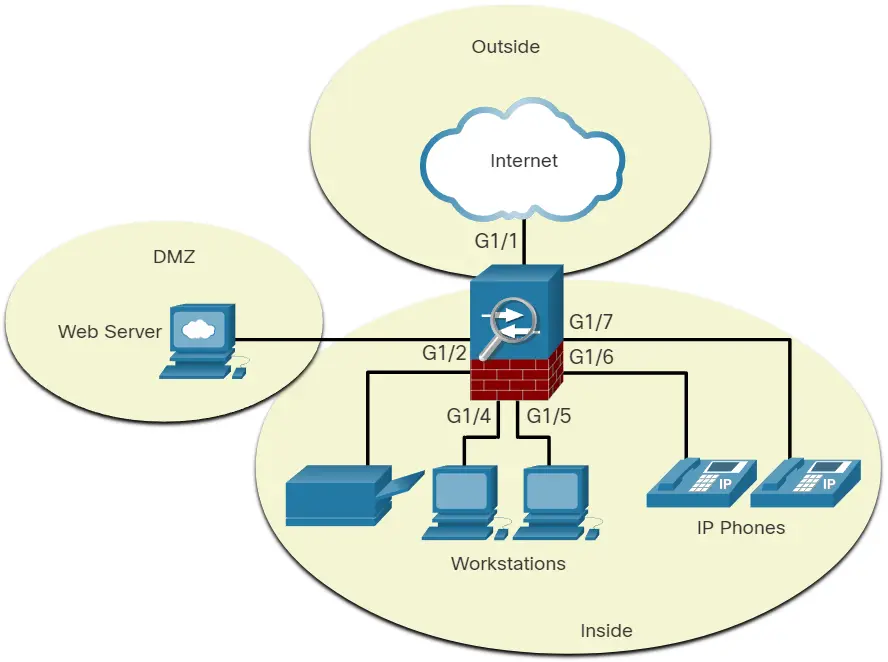 Outside
Internet
G1/1
DMZ
Web Server
G1/7
G1/2
G1/6
G1/4
G1/5
IP
IP
IP Phones
Workstations
Inside